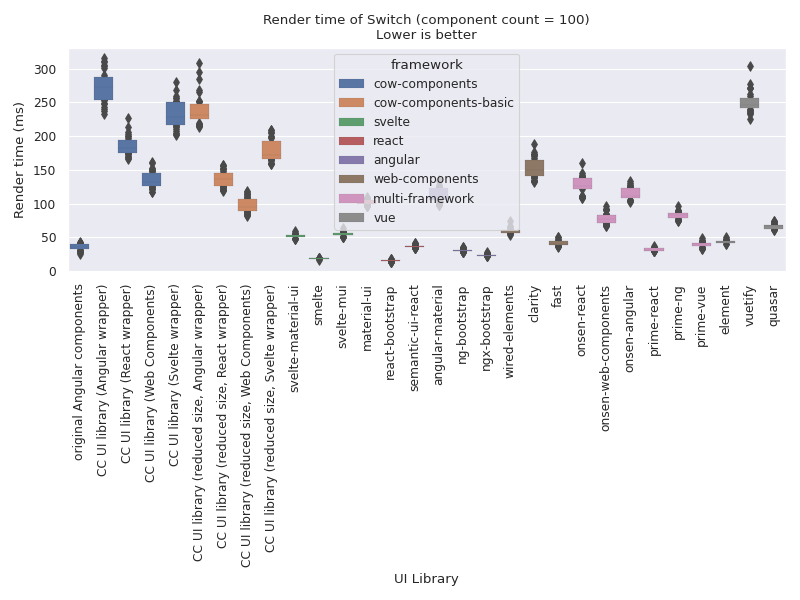 Render time of Switch (component count = 100)
Lower is better
framework
cow-components
cow-components-basic
svelte
react
angular
web-components
multi-framework
vue
Render time (ms)
300
250
200
150
100
50
0
original Angular components
CC UI library (Angular wrapper)
CC UI library (React wrapper)
CC UI library (Web Components)
CC UI library (Svelte wrapper)
CC UI library (reduced size, Angular wrapper)
CC UI library (reduced size, React wrapper)
CC UI library (reduced size, Web Components)
CC UI library (reduced size, Svelte wrapper)
svelte-material-ui
smelte
svelte-mui
material-ui
react-bootstrap
semantic-ui-react
angular-material
ng-bootstrap
ngx-bootstrap
wired-elements
clarity
fast
onsen-react
onsen-web-components
onsen-angular
prime-react
prime-ng
prime-vue
element
vuetify
quasar
UI Library